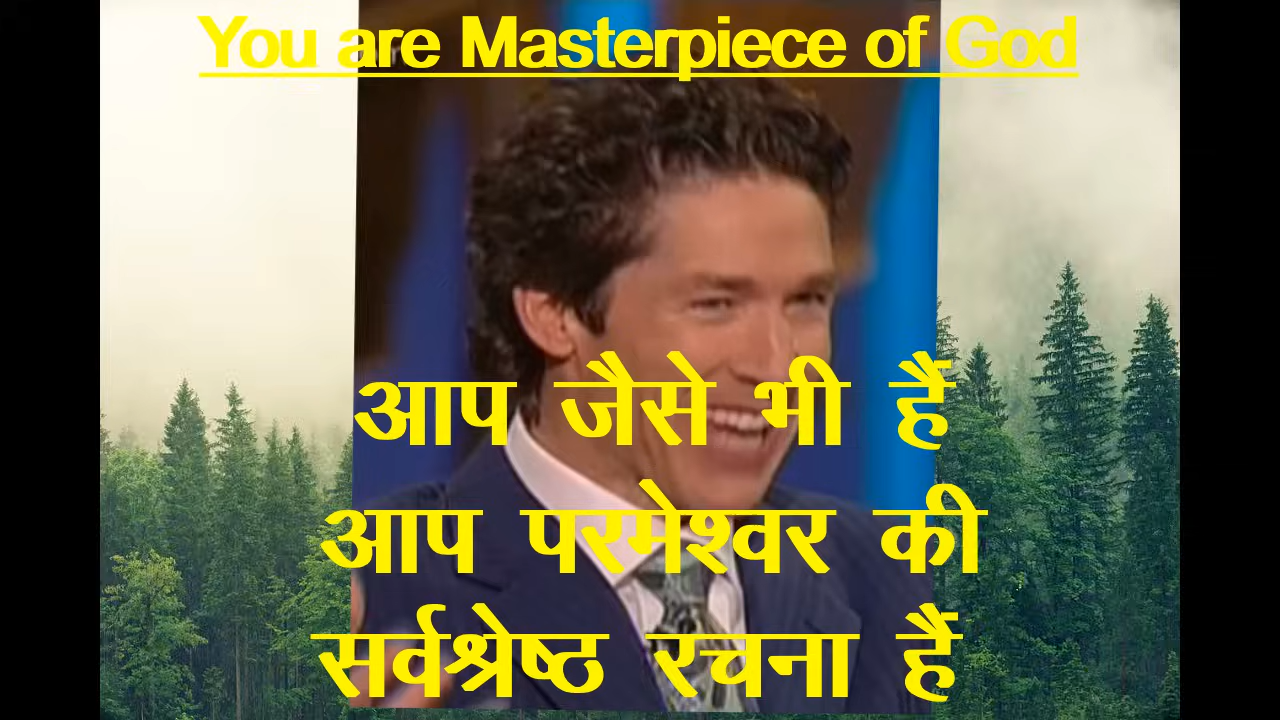 You are Masterpiece of God
आप जैसे भी हैं
आप परमेश्वर की
सर्वश्रेष्ठ रचना हैं